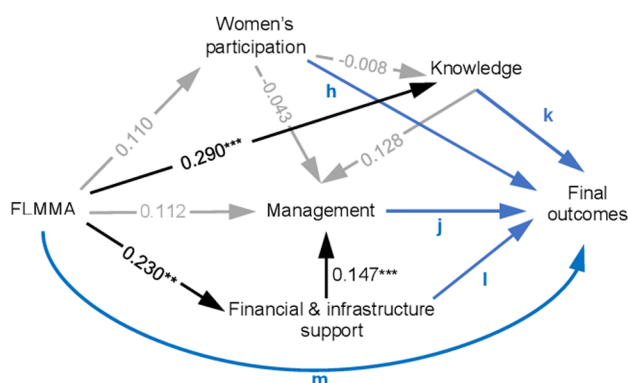 Women's
participation
-0.008
Knowledge
h
k
0.110
-0.043
0.290***
0.128
FLMMA
0.112
Management
j
Final
outcomes
0.230**
0.147***
l
Financial & infrastructure
support
m